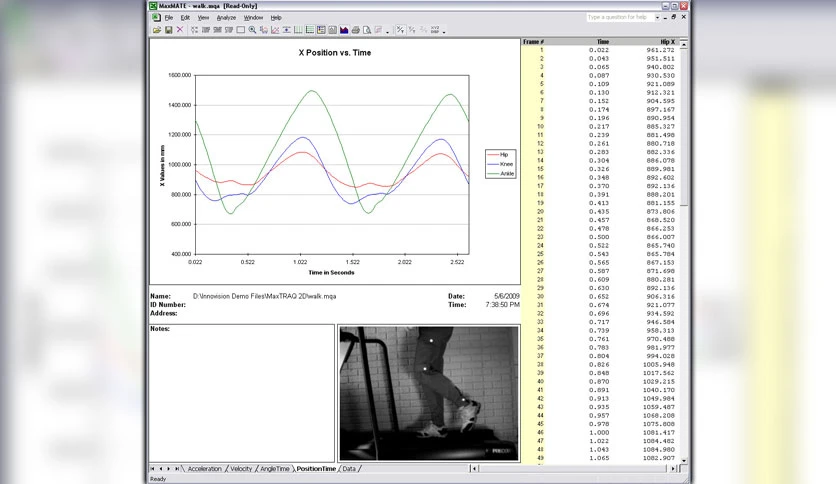 MaxMATE - walk.mqa [Read-Only]
File Edit View Analyze Window Help
Type a question for help
X Position vs. Time
1600.000
1400.000
1200.000
1000.000
800.000
600.000
400.000
X Values in mm
0.022 0.522 1.022 1.522 2.022 2.522
Time in Seconds
Hip
Knee
Ankle
Name: D:\Innovision Demo Files\MaxTRAQ 2D\walk.mqa Date: 5/6/2009
ID Number: Time: 7:38:50 PM
Address:
Notes:
Frame # Time Hip X
1 0.022 961.272
2 0.043 951.511
3 0.065 940.802
4 0.087 930.530
5 0.109 921.089
6 0.130 912.321
7 0.152 904.595
8 0.174 897.167
9 0.196 890.954
10 0.217 885.327
11 0.239 881.498
12 0.261 880.718
13 0.283 882.336
14 0.304 886.078
15 0.326 889.981
16 0.348 892.602
17 0.370 892.136
18 0.391 888.201
19 0.413 881.155
20 0.435 873.806
21 0.457 868.520
22 0.478 866.253
23 0.500 866.007
24 0.522 865.740
25 0.543 865.784
26 0.565 867.153
27 0.587 871.698
28 0.609 880.281
29 0.630 892.136
30 0.652 906.316
31 0.674 921.077
32 0.696 934.592
33 0.717 946.584
34 0.739 958.313
35 0.761 970.488
36 0.783 981.977
37 0.804 994.028
38 0.826 1005.948
39 0.848 1017.562
40 0.870 1029.215
41 0.891 1040.170
42 0.913 1049.984
43 0.935 1059.487
44 0.957 1068.208
45 0.978 1075.808
46 1.000 1081.417
47 1.022 1084.482
48 1.043 1084.980
49 1.065 1082.907
Acceleration Velocity AngleTime PositionTime Data
Ready